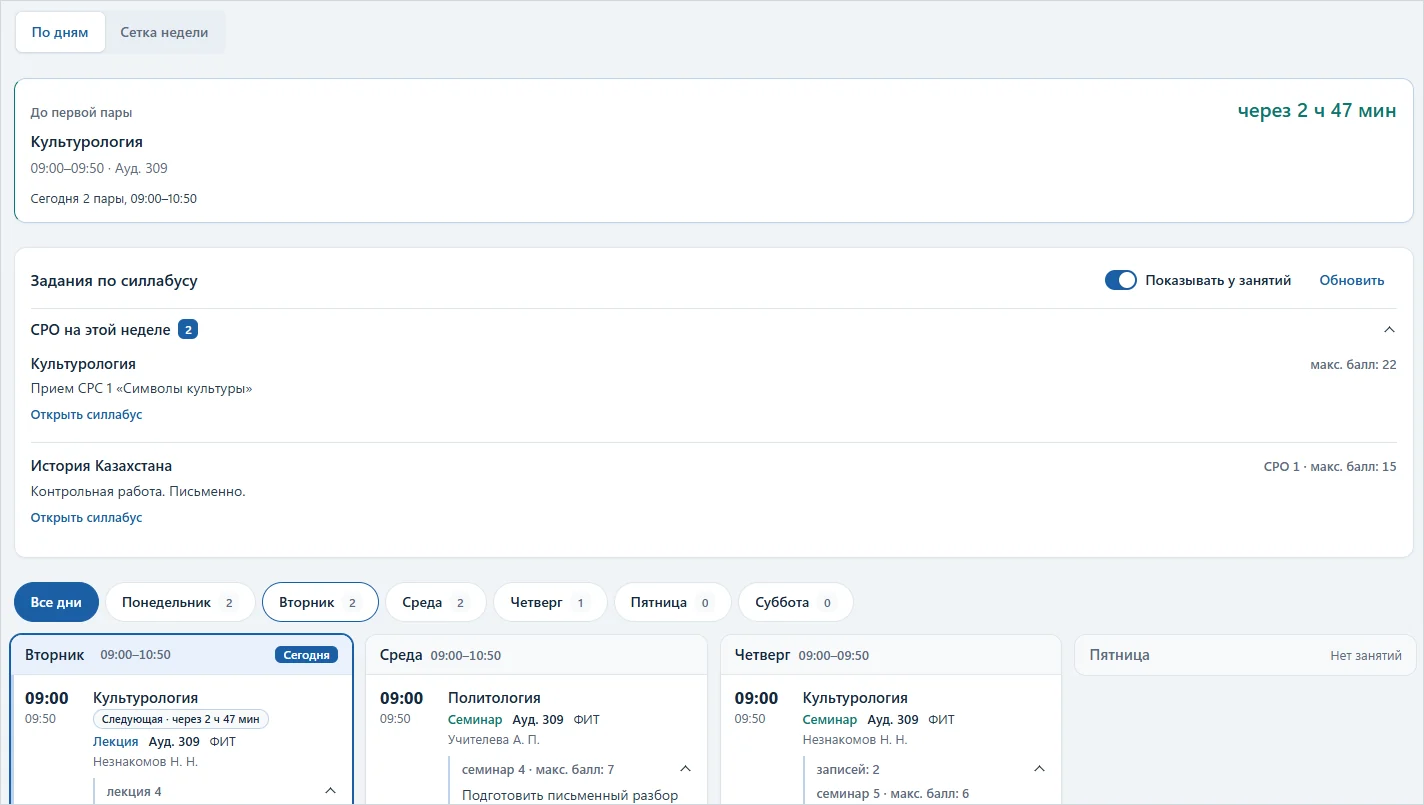 По дням
Сетка недели
До первой пары
через 2 ч 47 мин
Культурология
09:00–09:50 · Ауд. 309
Сегодня 2 пары, 09:00–10:50
Задания по силлабусу
Показывать у занятий
Обновить
СРО на этой неделе 2
Культурология
макс. балл: 22
Прием СРС 1 «Символы культуры»
Открыть силлабус
История Казахстана
СРО 1 · макс. балл: 15
Контрольная работа. Письменно.
Открыть силлабус
Все дни
Понедельник 2
Вторник 2
Среда 2
Четверг 1
Пятница 0
Суббота 0
Вторник 09:00–10:50 Сегодня
09:00 Культурология
09:50 Следующая · через 2 ч 47 мин
Лекция Ауд. 309 ФИТ
Незнакомов Н. Н.
лекция 4
Среда 09:00–10:50
09:00 Политология
09:50 Семинар Ауд. 309 ФИТ
Учителева А. П.
семинар 4 · макс. балл: 7
Подготовить письменный разбор
Четверг 09:00–09:50
09:00 Культурология
09:50 Семинар Ауд. 309 ФИТ
Незнакомов Н. Н.
записей: 2
семинар 5 · макс. балл: 6
Пятница
Нет занятий